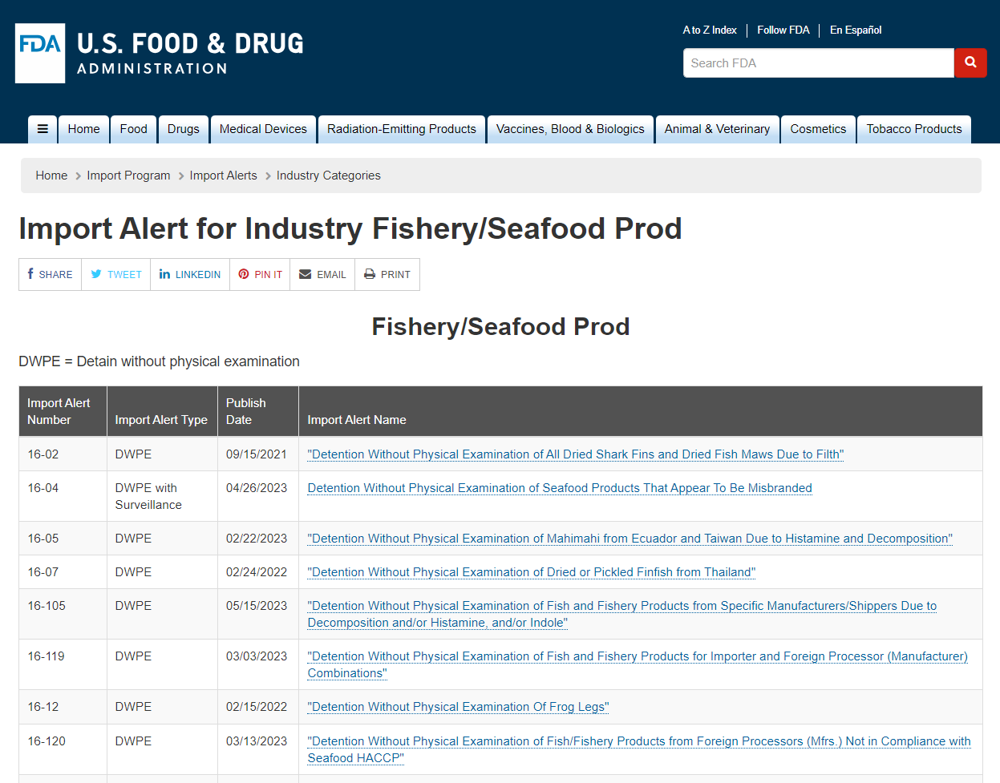 FDA
U.S. FOOD & DRUG
ADMINISTRATION
A to Z Index
Follow FDA
En Español
Search FDA
Home
Food
Drugs
Medical Devices
Radiation-Emitting Products
Vaccines, Blood & Biologics
Animal & Veterinary
Cosmetics
Tobacco Products
Home
Import Program
Import Alerts
Industry Categories
Import Alert for Industry Fishery/Seafood Prod
SHARE
TWEET
LINKEDIN
PIN IT
EMAIL
PRINT
Fishery/Seafood Prod
DWPE = Detain without physical examination
Import Alert
Number
Import Alert Type
Publish
Date
Import Alert Name
16-02
DWPE
09/15/2021
"Detention Without Physical Examination of All Dried Shark Fins and Dried Fish Maws Due to Filth"
16-04
DWPE with
Surveillance
04/26/2023
Detention Without Physical Examination of Seafood Products That Appear To Be Misbranded
16-05
DWPE
02/22/2023
"Detention Without Physical Examination of Mahimahi from Ecuador and Taiwan Due to Histamine and Decomposition"
16-07
DWPE
02/24/2022
"Detention Without Physical Examination of Dried or Pickled Finfish from Thailand"
16-105
DWPE
05/15/2023
"Detention Without Physical Examination of Fish and Fishery Products from Specific Manufacturers/Shippers Due to
Decomposition and/or Histamine, and/or Indole"
16-119
DWPE
03/03/2023
"Detention Without Physical Examination of Fish and Fishery Products for Importer and Foreign Processor (Manufacturer)
Combinations"
16-12
DWPE
02/15/2022
"Detention Without Physical Examination Of Frog Legs"
16-120
DWPE
03/13/2023
"Detention Without Physical Examination of Fish/Fishery Products from Foreign Processors (Mfrs.) Not in Compliance with
Seafood HACCP"